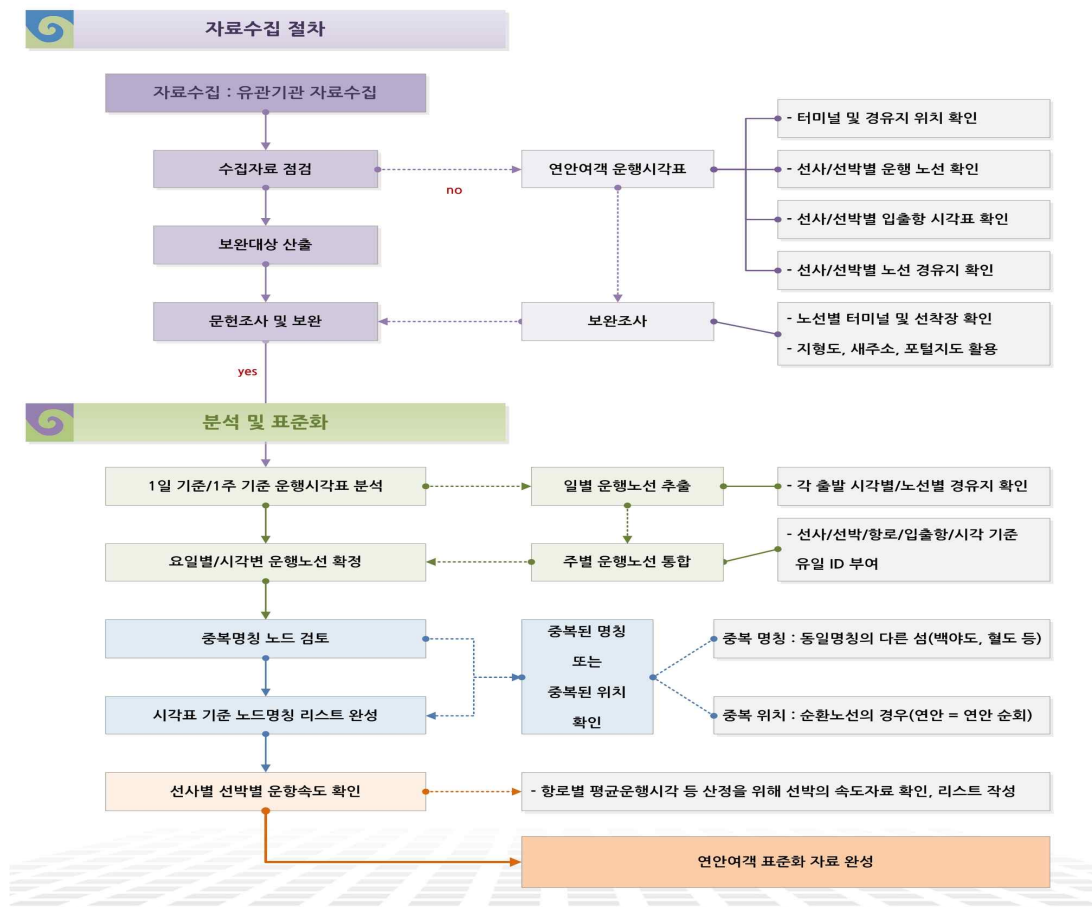 자료수집 절차
자료수집 : 유관기관 자료수집
- 터미널 및 경유지 위치 확인
수집자료 점검
no
연안여객 운행시각표
- 선사/선박별 운행 노선 확인
- 선사/선박별 입출항 시각표 확인
보완대상 산출
- 선사/선박별 노선 경유지 확인
문헌조사 및 보완
보완조사
- 노선별 터미널 및 선착장 확인
- 지형도, 새주소, 포털지도 활용
yes
분석 및 표준화
1일 기준/1주 기준 운행시각표 분석
일별 운행노선 추출
- 각 출발 시각별/노선별 경유지 확인
요일별/시각변 운행노선 확정
주별 운행노선 통합
- 선사/선박/항로/입출항/시각 기준
유일 ID 부여
중복명칭 노드 검토
중복된 명칭
또는
중복된 위치
확인
중복 명칭 : 동일명칭의 다른 섬(백야도, 혈도 등)
시각표 기준 노드명칭 리스트 완성
중복 위치 : 순환노선의 경우(연안 = 연안 순회)
선사별 선박별 운항속도 확인
- 항로별 평균운행시각 등 산정을 위해 선박의 속도자료 확인, 리스트 작성
연안여객 표준화 자료 완성